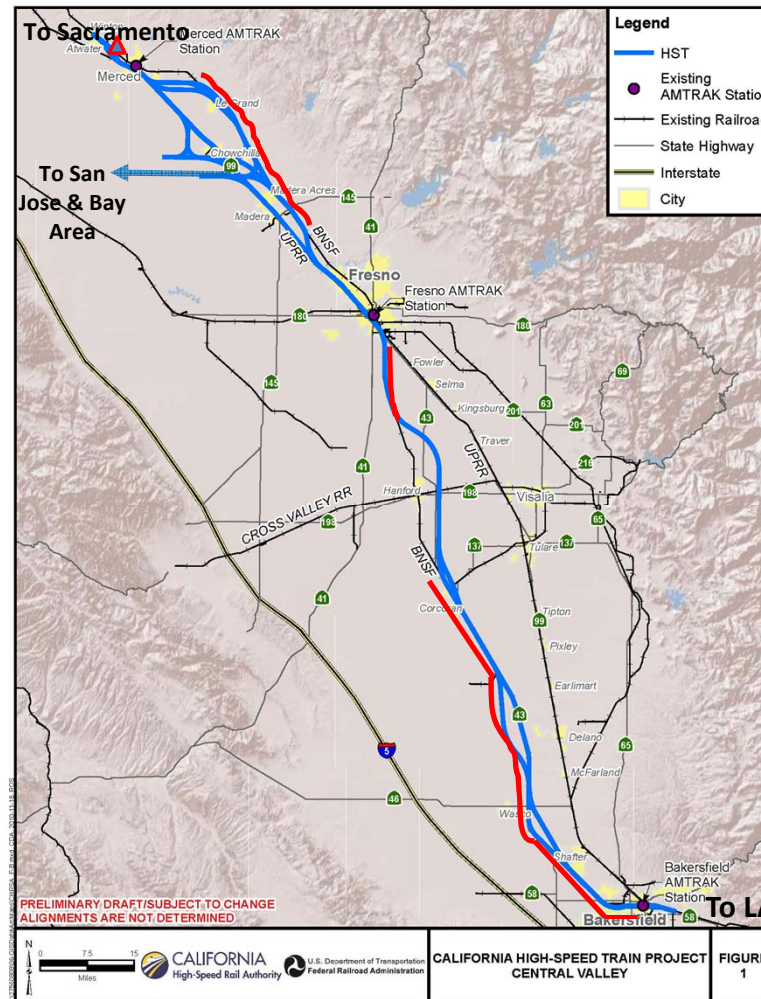 Winton
To Sacramento
Merced AMTRAK
Station
Atwater
Merced
Le Grand
Chowchilla
99
To San
Jose & Bay
Area
Madera Acres
145
Madera
41
BNSF
UPRR
Fresno
Fresno AMTRAK
Station
180
180
Fowler
69
145
Selma
43
Kingsburg
201
63
201
Traver
41
UPRR
216
Hanford
198
Visalia
CROSS VALLEY RR
198
65
137
137
BNSF
Tulare
41
Corcoran
Tipton
99
Pixley
Earlimart
43
5
Delano
65
McFarland
46
Wasco
Shafter
Bakersfield
AMTRAK
Station
58
To LA
Bakersfield
58
Legend
HST
Existing
AMTRAK Statio
Existing Railroa
State Highway
Interstate
City
PRELIMINARY DRAFT/SUBJECT TO CHANGE
ALIGNMENTS ARE NOT DETERMINED
N
S
0 7.5 15
Miles
CALIFORNIA
High-Speed Rail Authority
U.S. Department of Transportation
Federal Railroad Administration
CALIFORNIA HIGH-SPEED TRAIN PROJECT
CENTRAL VALLEY
FIGURE
1